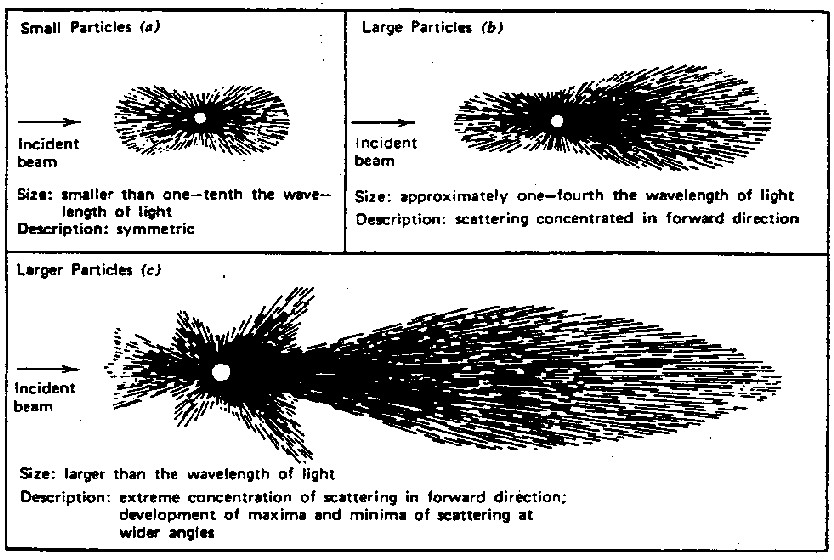 Small Particles (a)
Incident
beam
Size: smaller than one-tenth the wave-
length of light
Description: symmetric
Large Particles (b)
Incident
beam
Size: approximately one-fourth the wavelength of light
Description: scattering concentrated in forward direction
Larger Particles (c)
Incident
beam
Size: larger than the wavelength of light
Description: extreme concentration of scattering in forward direction;
development of maxima and minima of scattering at
wider angles